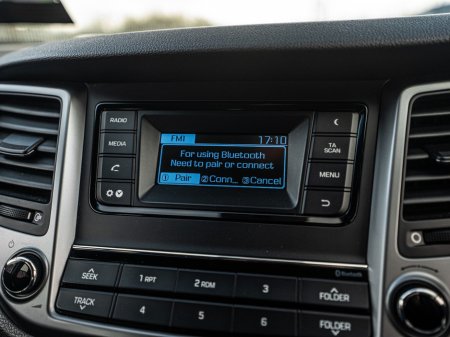 RADIO
MEDIA
FM1 17:10
For using Bluetooth
Need to pair or connect
① Pair ②Conn... ③Cancel
TA
SCAN
MENU
Bluetooth
SEEK 1 RPT 2 RDM 3 FOLDER
TRACK 4 5 6 FOLDER